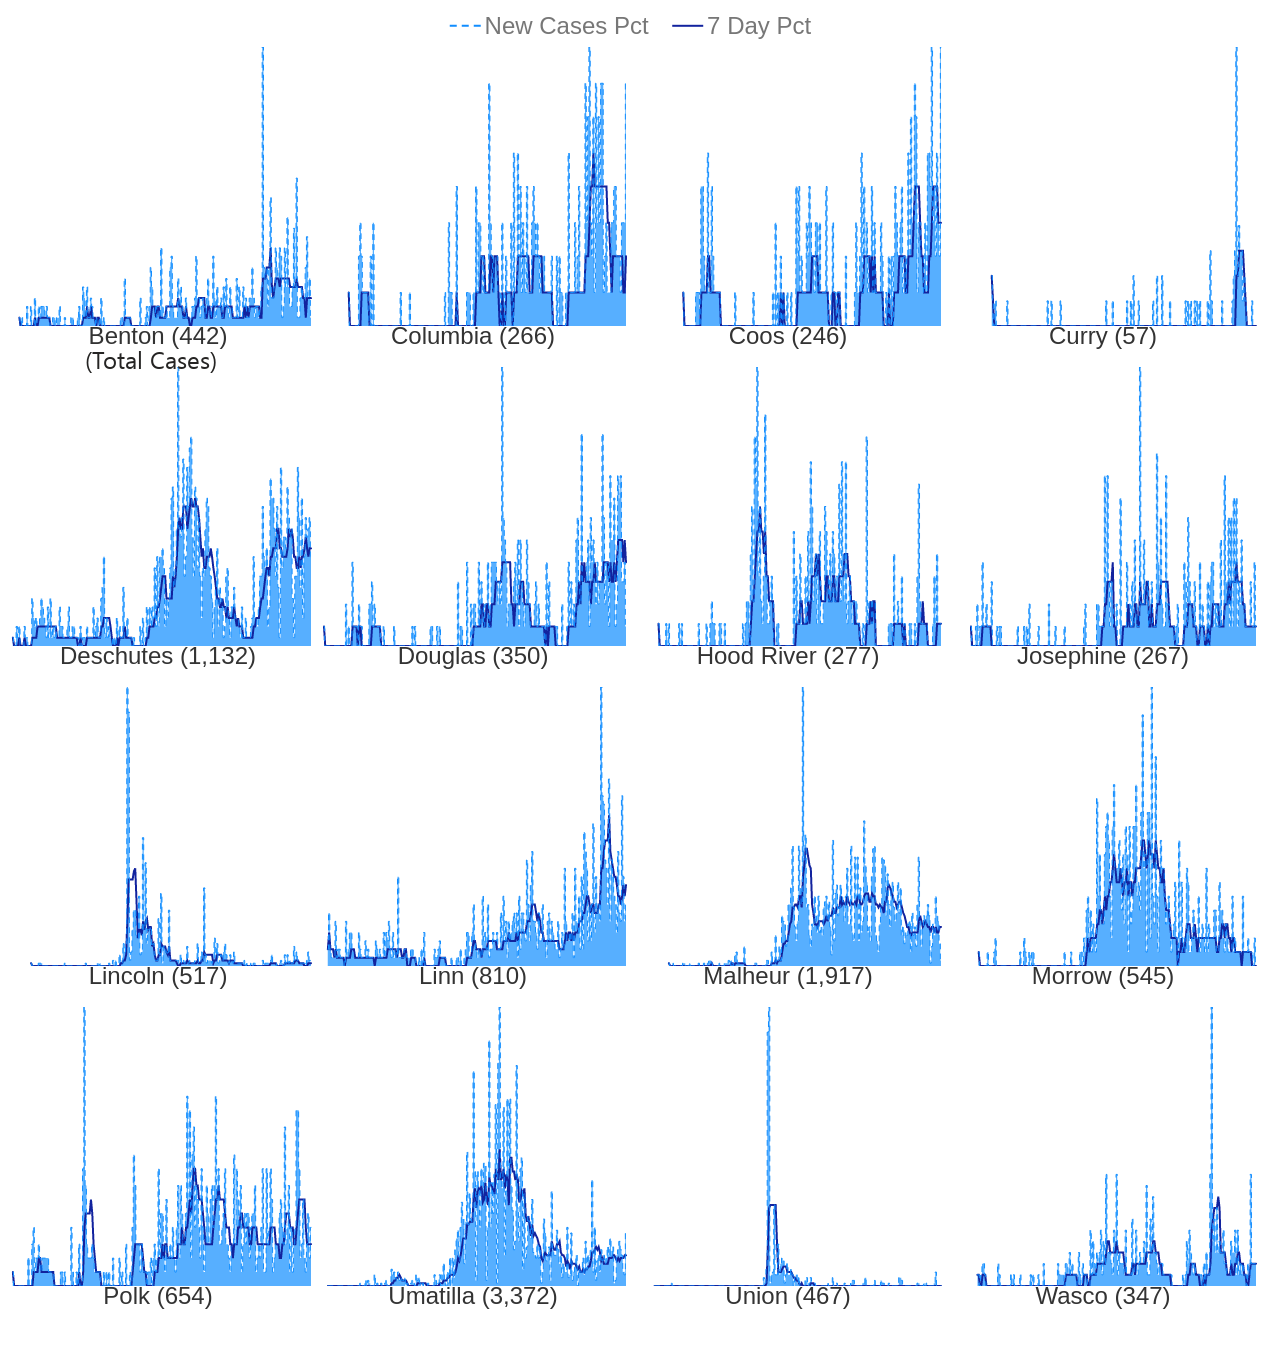 New Cases Pct 7 Day Pct
Benton (442) Columbia (266) Coos (246) Curry (57)
(Total Cases)
Deschutes (1,132) Douglas (350) Hood River (277) Josephine (267)
Lincoln (517) Linn (810) Malheur (1,917) Morrow (545)
Polk (654) Umatilla (3,372) Union (467) Wasco (347)